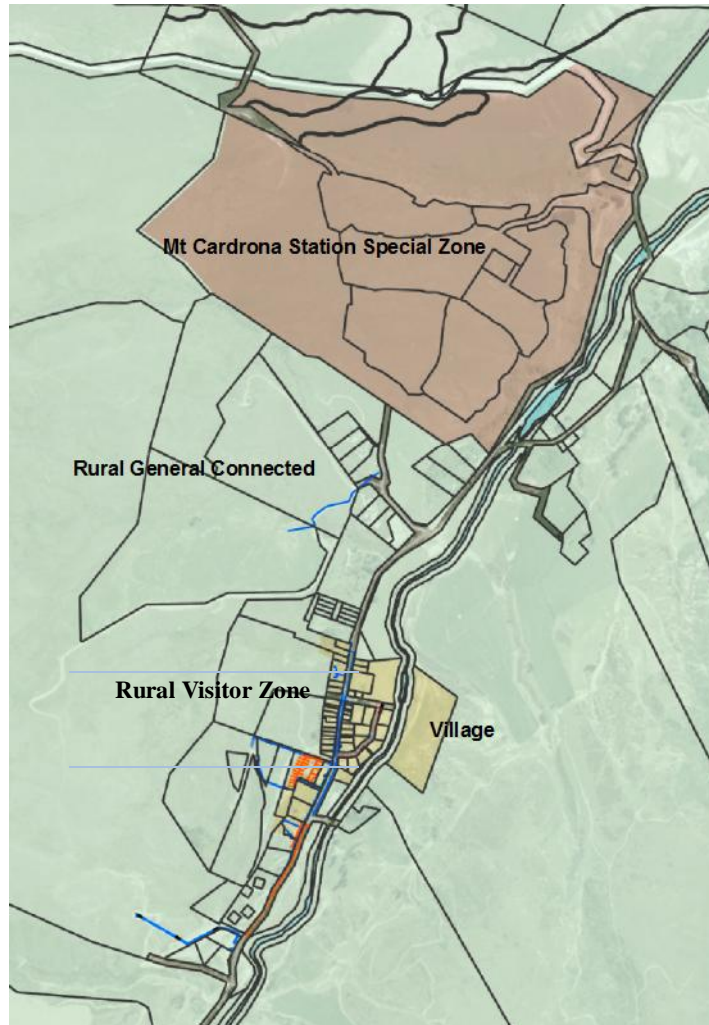 Mt Cardrona Station Special Zone
Rural General Connected
Rural Visitor Zone
Village